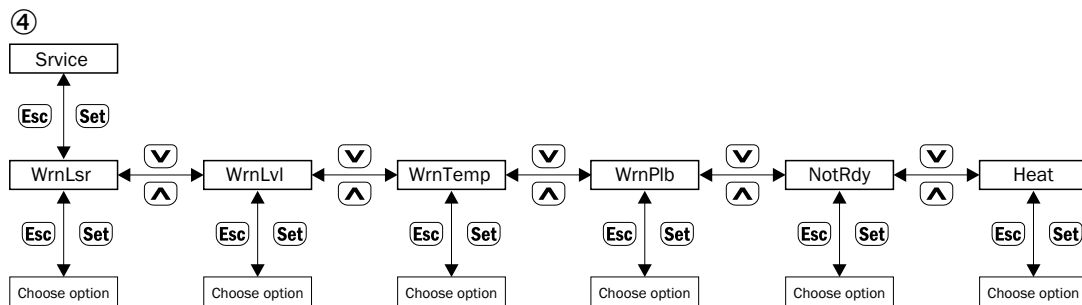 ④
Srvice
Esc Set
WrnLsr WrnLvl WrnTemp WrnPlb NotRdy Heat
Esc Set Esc Set Esc Set Esc Set Esc Set Esc Set
Choose option Choose option Choose option Choose option Choose option Choose option